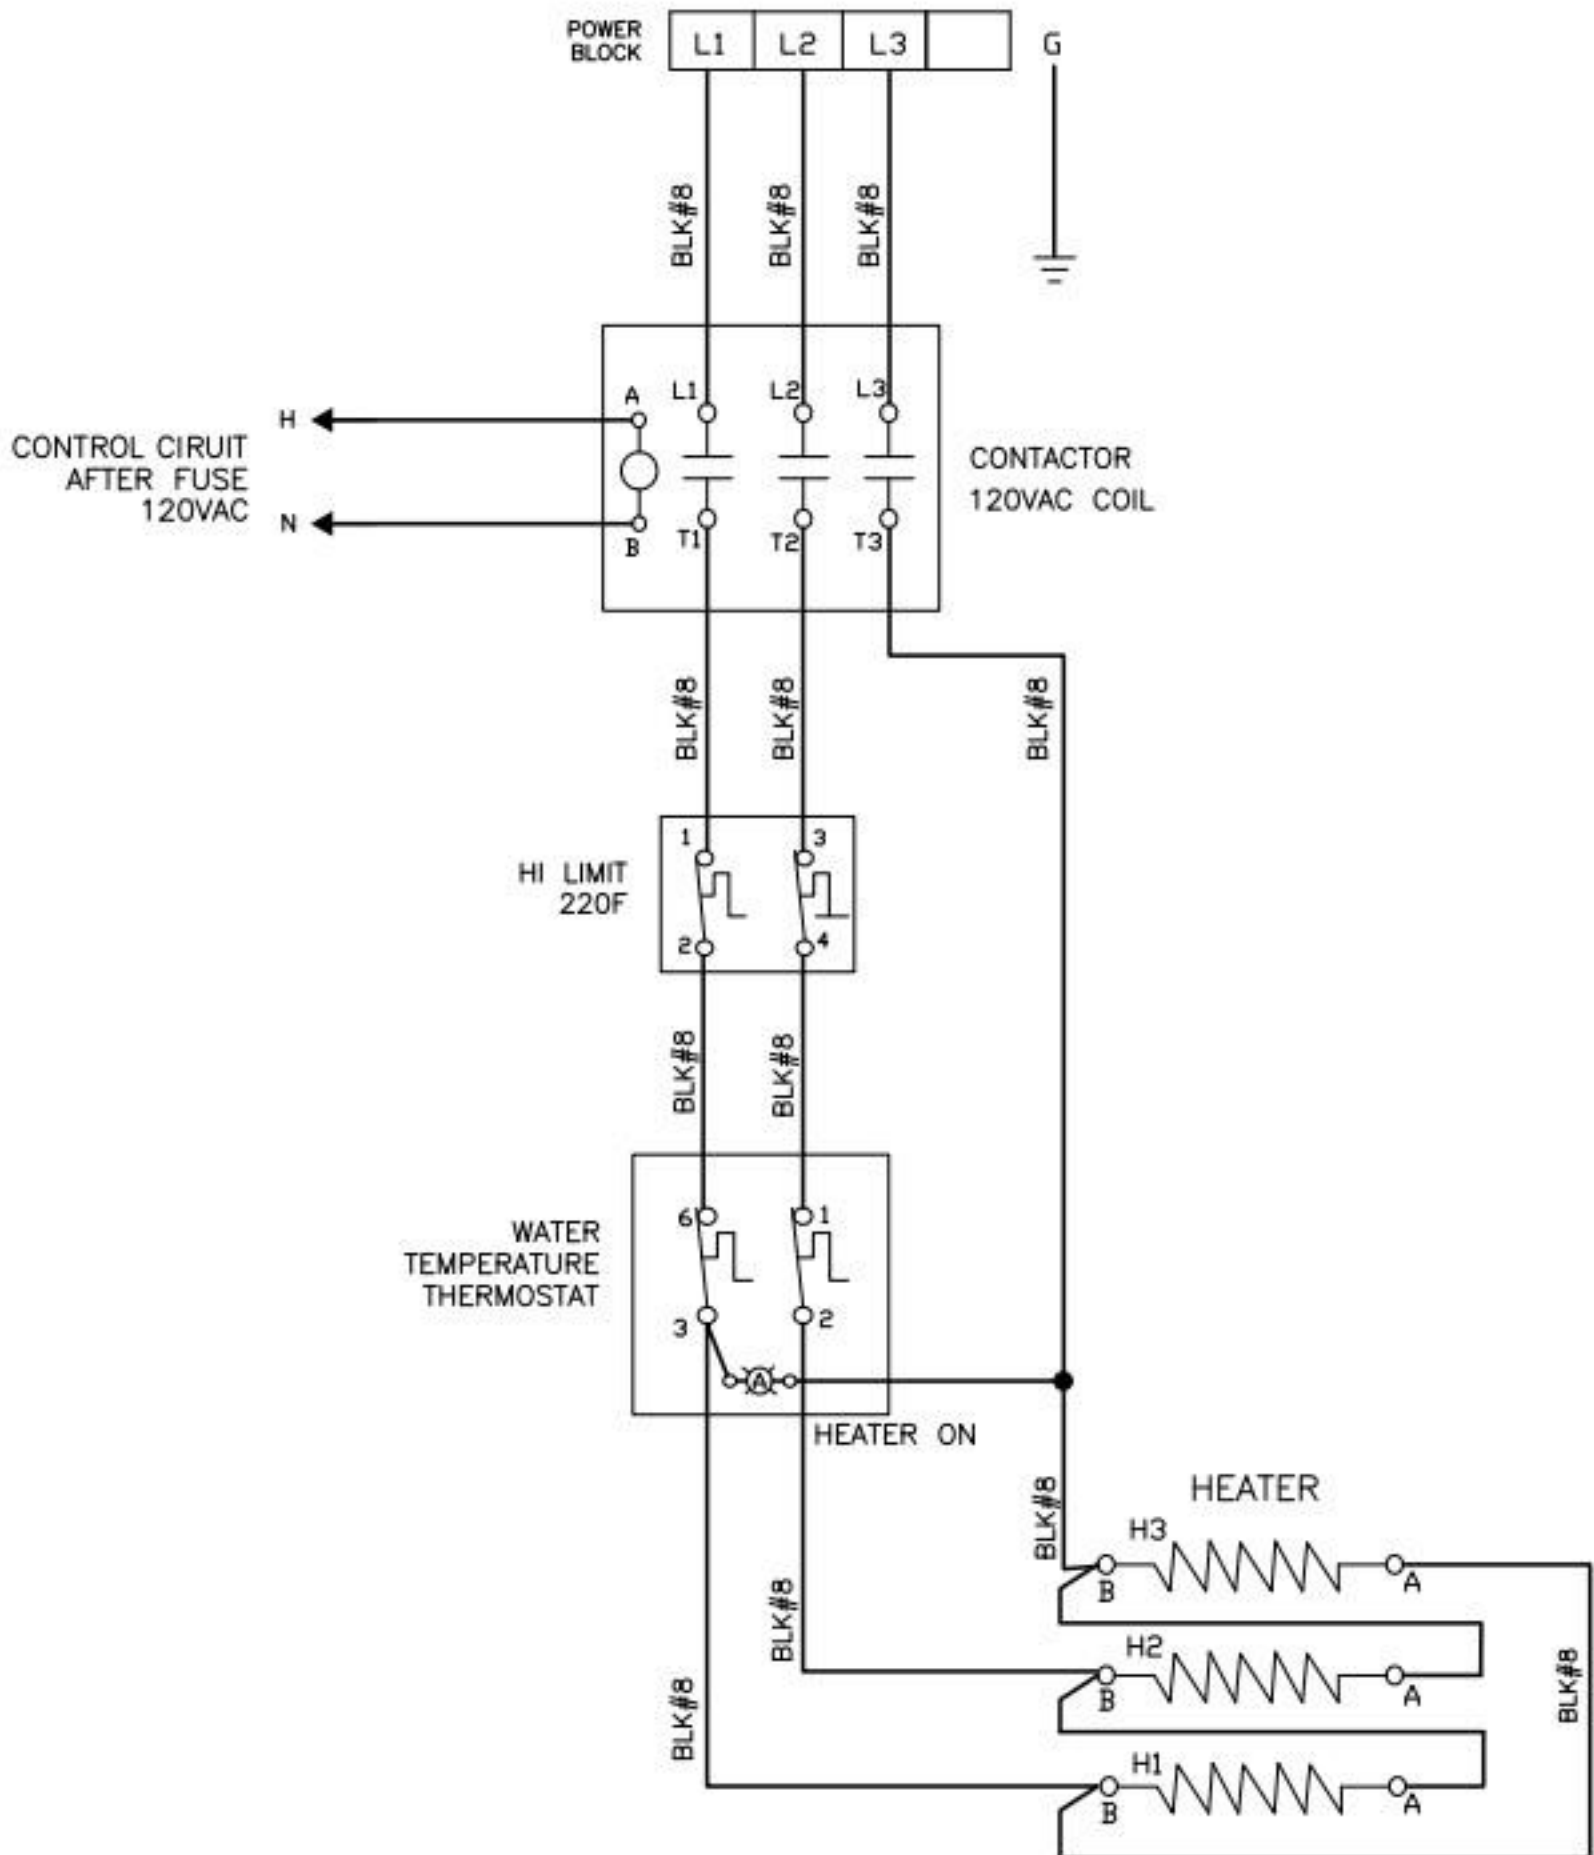 POWER
BLOCK
L1
L2
L3
G
BLK#8
BLK#8
BLK#8
A
L1
L2
L3
H
CONTROL CIRUIT
AFTER FUSE
120VAC
N
CONTACTOR
120VAC COIL
B
T1
T2
T3
BLK#8
BLK#8
BLK#8
1
3
HI LIMIT
220F
2
4
BLK#8
BLK#8
6
1
WATER
TEMPERATURE
THERMOSTAT
3
2
A
HEATER ON
BLK#8
HEATER
H3
B
A
BLK#8
H2
B
A
BLK#8
BLK#8
H1
B
A